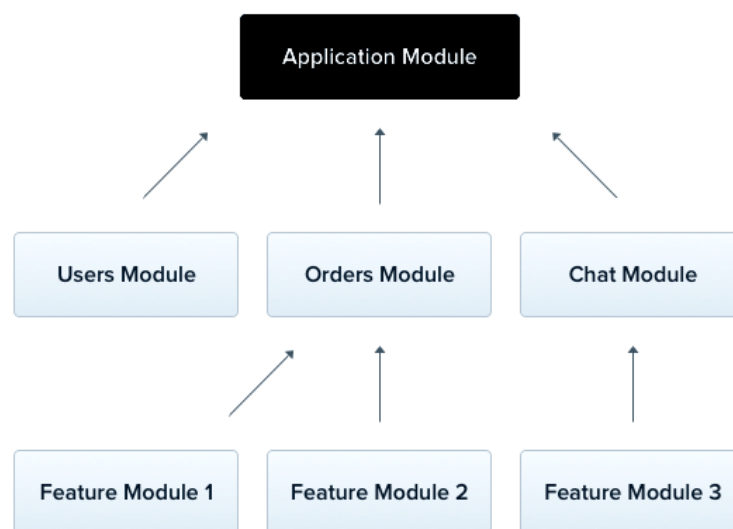 Application Module
Users Module
Orders Module
Chat Module
Feature Module 1
Feature Module 2
Feature Module 3